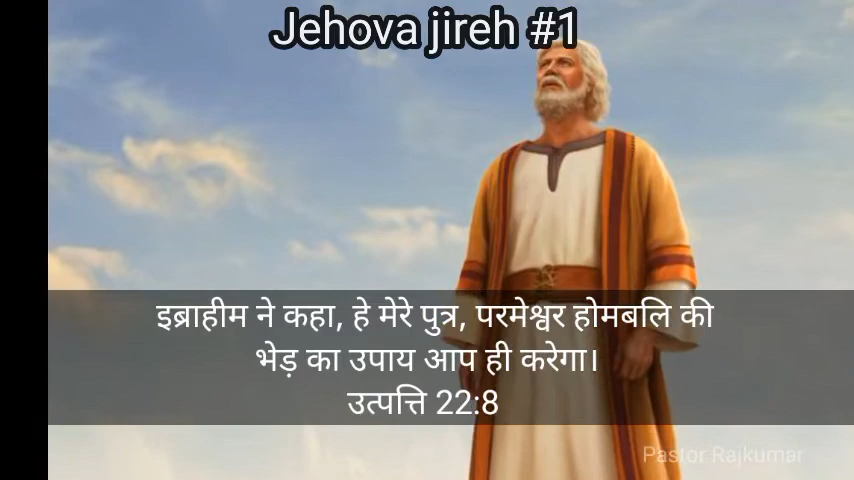 Jehova jireh #1
इब्राहीम ने कहा, हे मेरे पुत्र, परमेश्वर होमबलि की
भेड़ का उपाय आप ही करेगा।
उत्पत्ति 22:8
Pastor Rajkumar